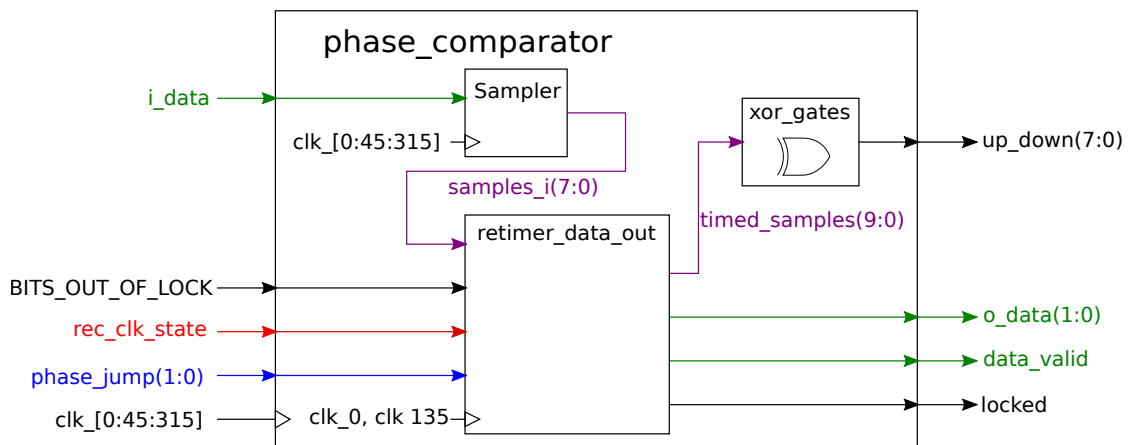 phase_comparator
Sampler
i_data
clk_[0:45:315]
xor_gates
up_down(7:0)
samples_i(7:0)
timed_samples(9:0)
retimer_data_out
BITS_OUT_OF_LOCK
rec_clk_state
o_data(1:0)
data_valid
phase_jump(1:0)
locked
clk_[0:45:315]
clk_0, clk 135